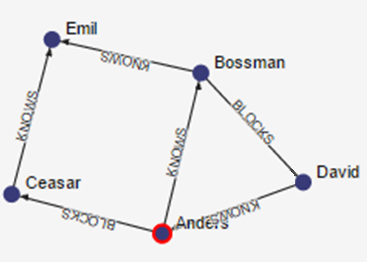 Emil
KNOWS
Bossman
KNOWS
BLOCKS
KNOWS
David
Ceasar
BLOCKS
Anders
KNOWS